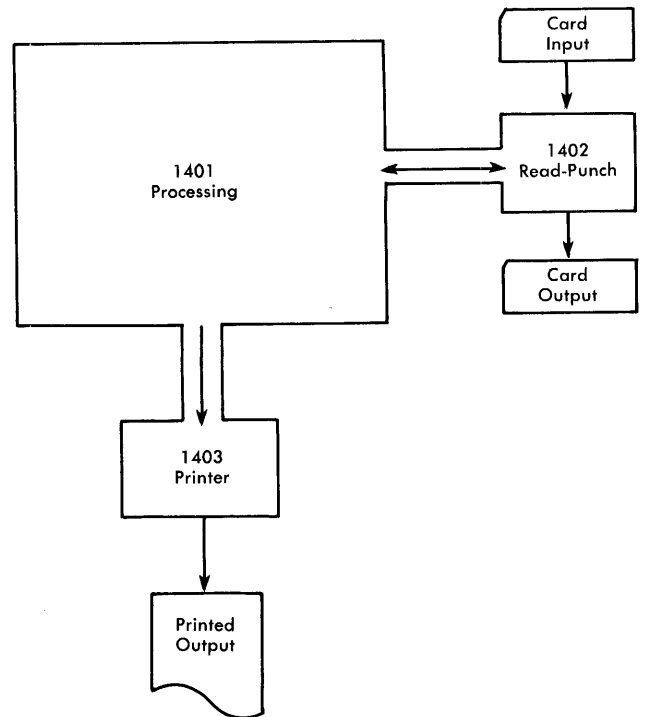 Card
Input
1401
Processing
1402
Read-Punch
Card
Output
1403
Printer
Printed
Output